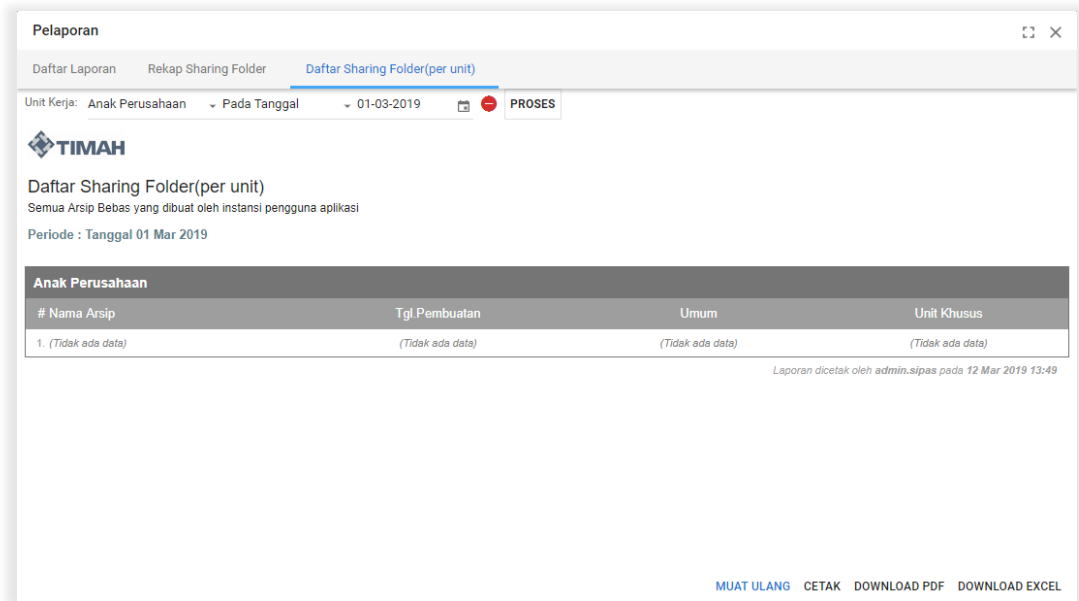 Pelaporan
Daftar Laporan Rekap Sharing Folder Daftar Sharing Folder(per unit)
Unit Kerja: Anak Perusahaan Pada Tanggal 01-03-2019 PROSES
TIMAH
Daftar Sharing Folder(per unit)
Semua Arsip Bebas yang dibuat oleh instansi pengguna aplikasi
Periode : Tanggal 01 Mar 2019
Anak Perusahaan
# Nama Arsip Tgl.Pembuatan Umum Unit Khusus
1. (Tidak ada data) (Tidak ada data) (Tidak ada data) (Tidak ada data)
Laporan dicetak oleh admin.sipas pada 12 Mar 2019 13:49
MUAT ULANG CETAK DOWNLOAD PDF DOWNLOAD EXCEL